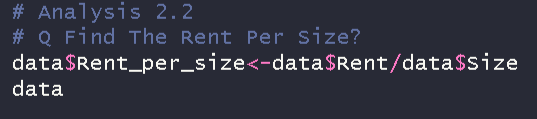 # Analysis 2.2
# Q Find The Rent Per Size?
data$Rent_per_size<-data$Rent/data$Size
data